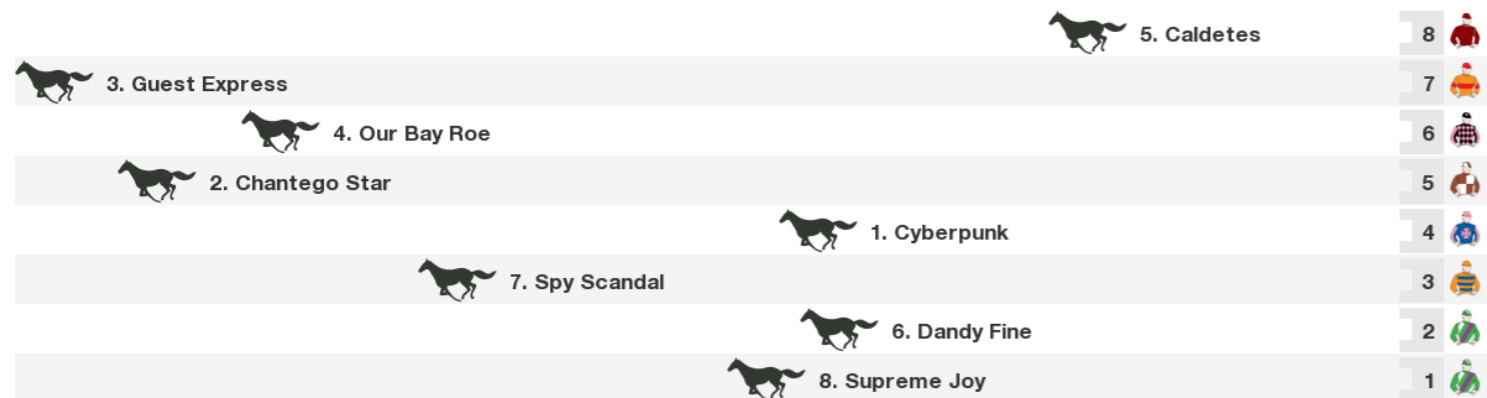 5. Caldetes 8
3. Guest Express 7
4. Our Bay Roe 6
2. Chantego Star 5
1. Cyberpunk 4
7. Spy Scandal 3
6. Dandy Fine 2
8. Supreme Joy 1